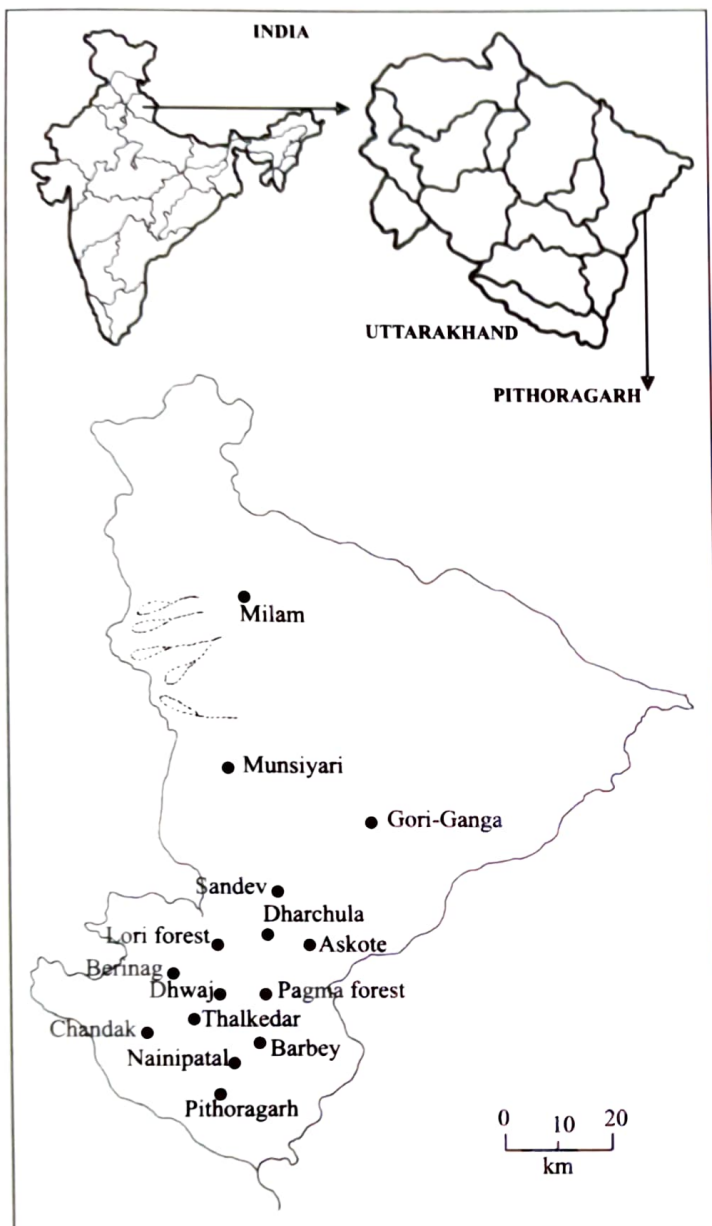 INDIA
UTTARAKHAND
PITHORAGARH
Milam
Munsiyari
Gori-Ganga
Sandev
Dharchula
Lori forest
Askote
Berinag
Dhwaj
Pagma forest
Thalkedar
Chandak
Barbey
Nainipatal
Pithoragarh
0 10 20
km